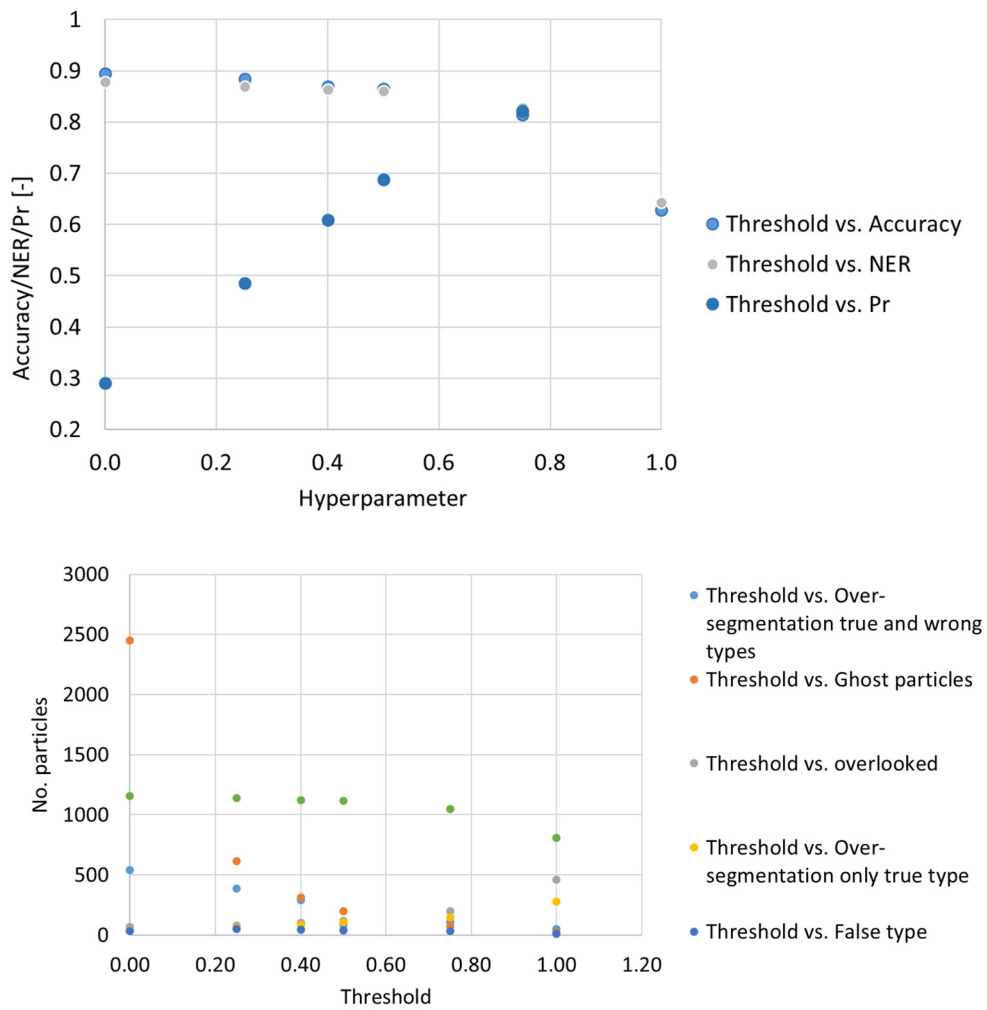 1
0.9
0.8
0.7
0.6
0.5
0.4
0.3
0.2
Accuracy/NER/Pr [-]
0.0 0.2 0.4 0.6 0.8 1.0
Hyperparameter
Threshold vs. Accuracy
Threshold vs. NER
Threshold vs. Pr
3000
2500
2000
1500
1000
500
0
No. particles
0.00 0.20 0.40 0.60 0.80 1.00 1.20
Threshold
Threshold vs. Over-
segmentation true and wrong
types
Threshold vs. Ghost particles
Threshold vs. overlooked
Threshold vs. Over-
segmentation only true type
Threshold vs. False type